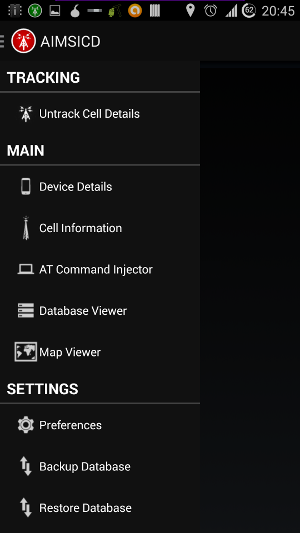 62 20:45
AIMSICD
TRACKING
Untrack Cell Details
MAIN
Device Details
Cell Information
AT Command Injector
Database Viewer
Map Viewer
SETTINGS
Preferences
Backup Database
Restore Database